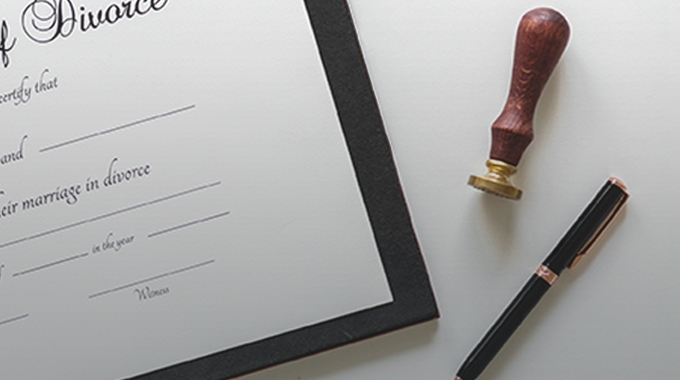 f Divorce
certify that
and
eir marriage in divorce
in the year
Witness